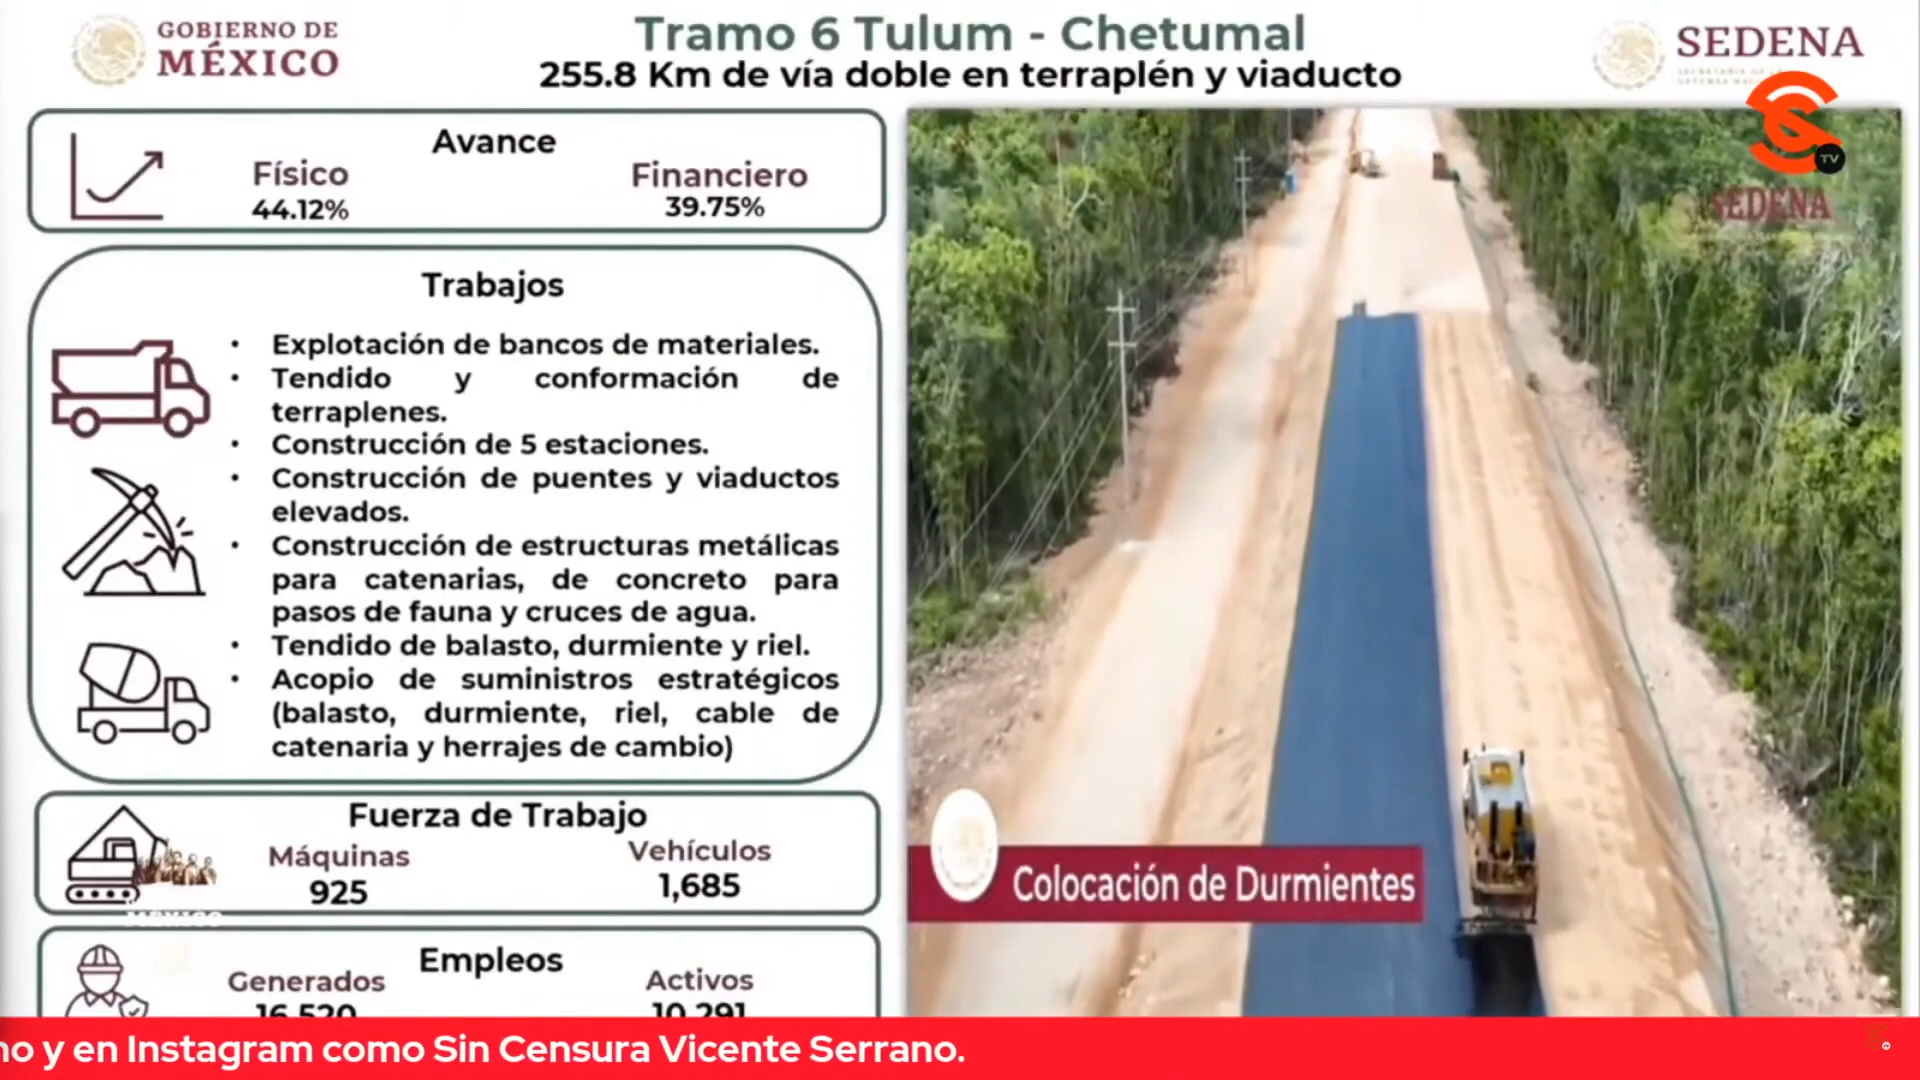 GOBIERNO DE
MÉXICO
Tramo 6 Tulum - Chetumal
255.8 Km de vía doble en terraplén y viaducto
SEDENA
TV
SEDENA
Avance
Físico
44.12%
Financiero
39.75%
Trabajos
• Explotación de bancos de materiales.
• Tendido y conformación de
terraplenes.
• Construcción de 5 estaciones.
• Construcción de puentes y viaductos
elevados.
• Construcción de estructuras metálicas
para catenarias, de concreto para
pasos de fauna y cruces de agua.
• Tendido de balasto, durmiente y riel.
• Acopio de suministros estratégicos
(balasto, durmiente, riel, cable de
catenaria y herrajes de cambio)
Fuerza de Trabajo
Máquinas
925
Vehículos
1,685
MÉXICO
Empleos
Generados
16,520
Activos
10,291
Colocación de Durmientes
no y en Instagram como Sin Censura Vicente Serrano.